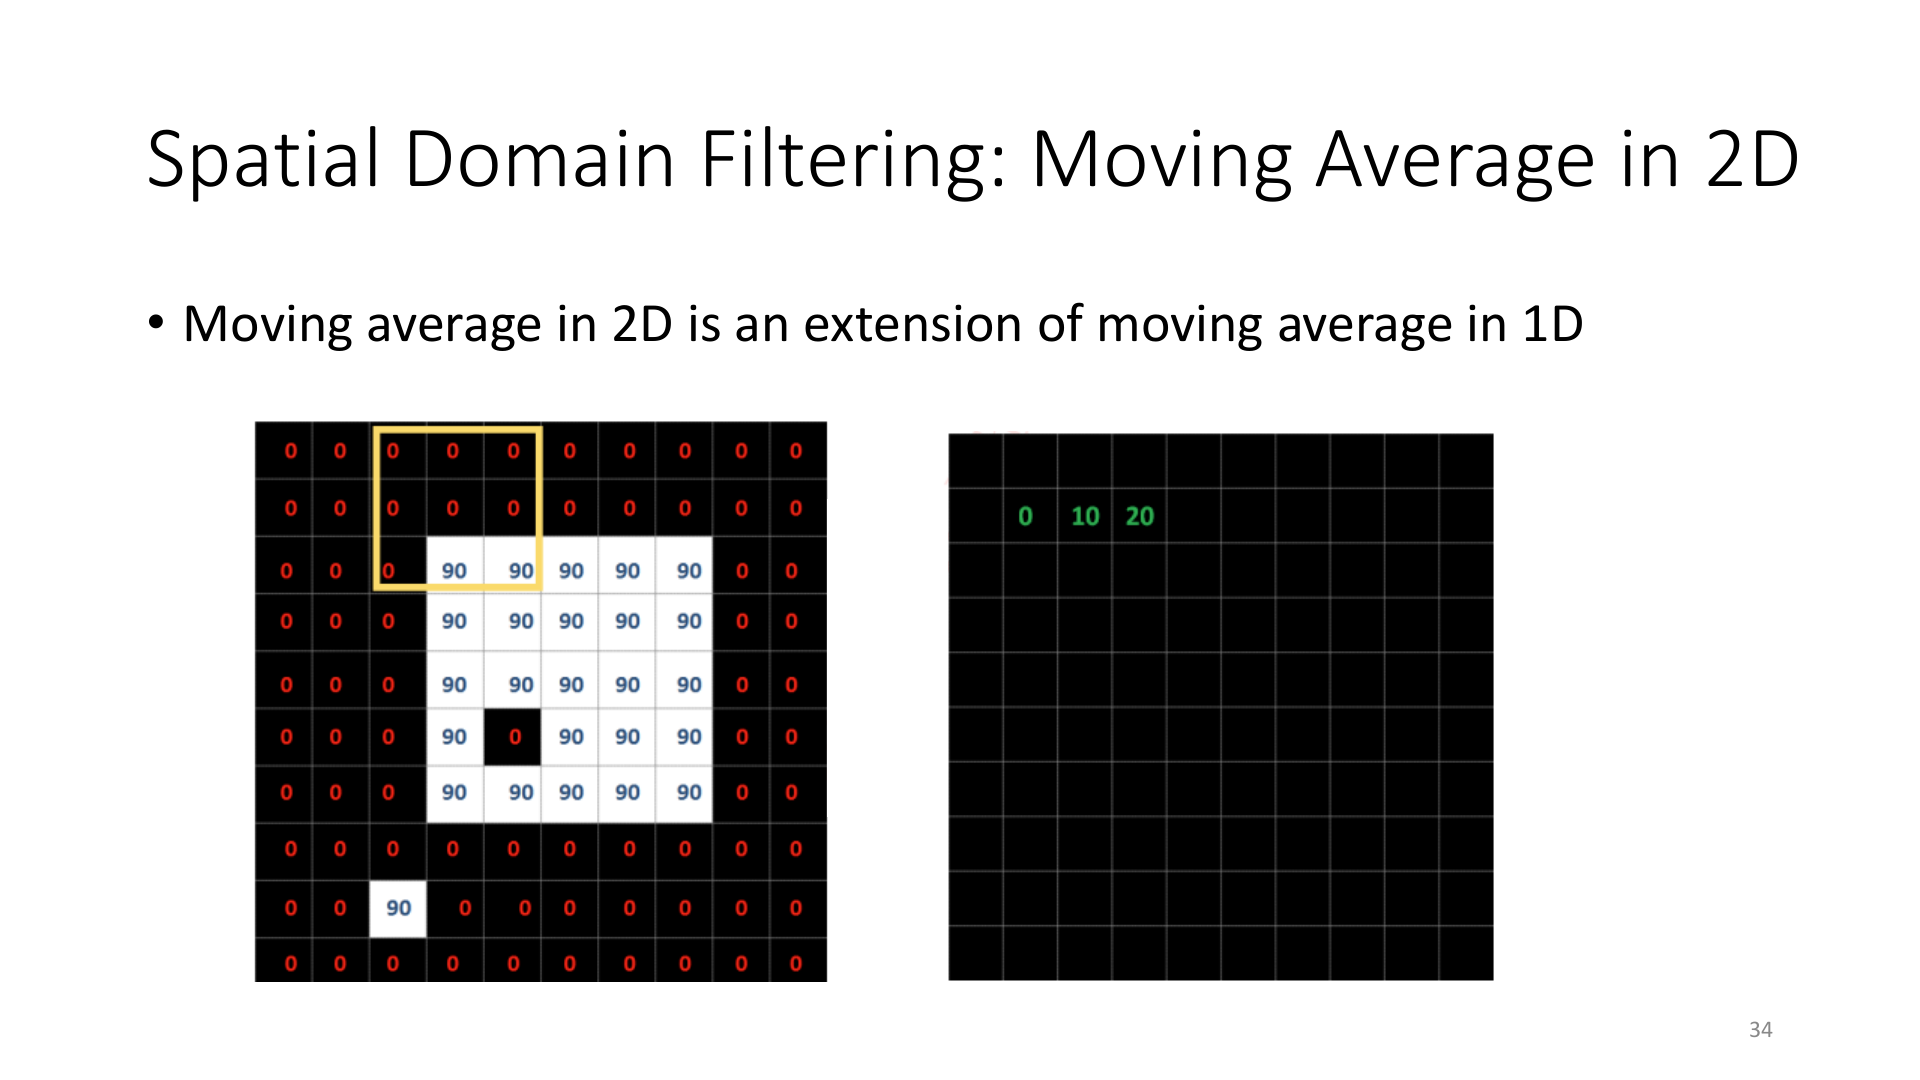 Spatial Domain Filtering: Moving Average in 2D
• Moving average in 2D is an extension of moving average in 1D
0 0 0 0 0 0 0 0 0 0
0 0 0 0 0 0 0 0 0 0
0 0 0 90 90 90 90 90 0 0
0 0 0 90 90 90 90 90 0 0
0 0 0 90 90 90 90 90 0 0
0 0 0 90 0 90 90 90 0 0
0 0 0 90 90 90 90 90 0 0
0 0 0 0 0 0 0 0 0 0
0 0 90 0 0 0 0 0 0 0
0 0 0 0 0 0 0 0 0 0
0 10 20
34